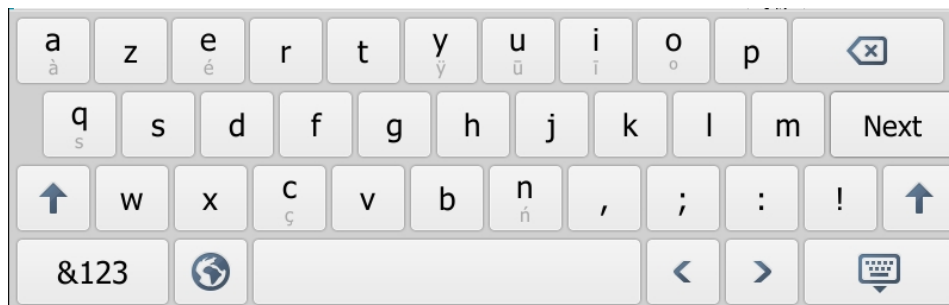 a z e r t y u i o p
à é ÿ ū ī o
q s d f g h j k l m Next
s
w x c v b n , ; : !
ç ń
&123 < >